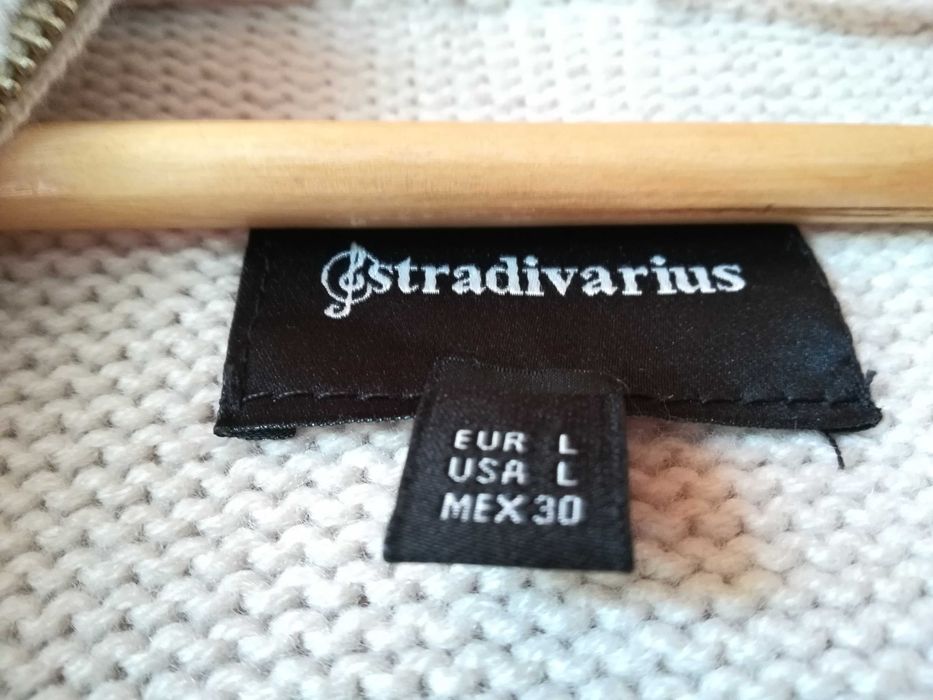 stradivarius
EUR L
USA L
MEX 30